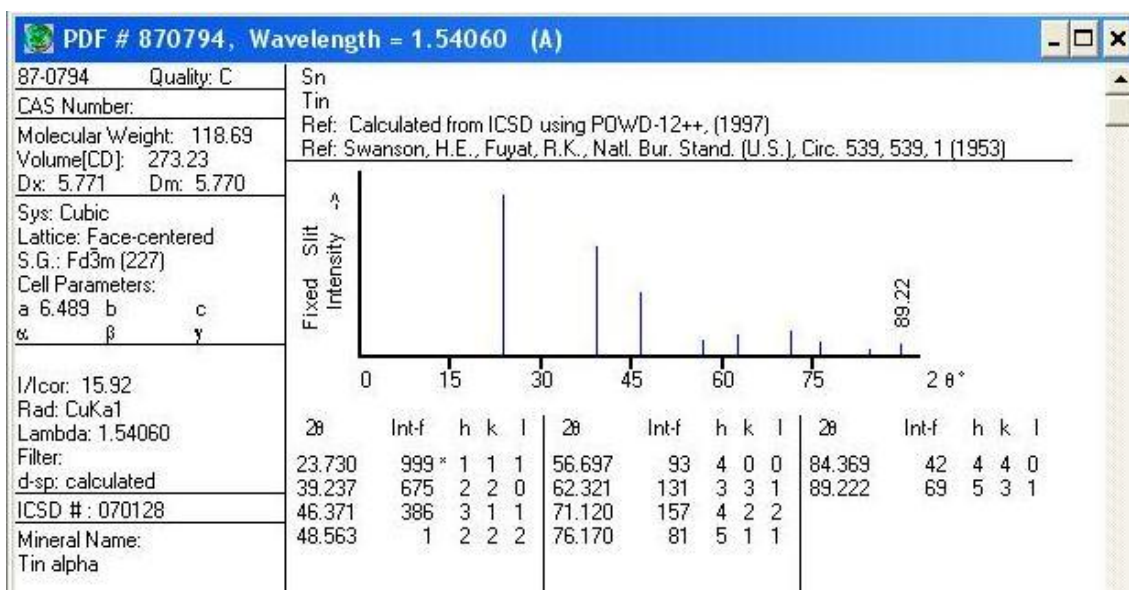 PDF # 870794, Wavelength = 1.54060 (A)
87-0794 Quality: C
CAS Number:
Molecular Weight: 118.69
Volume[CD]: 273.23
Dx: 5.771 Dm: 5.770
Sys: Cubic
Lattice: Face-centered
S.G.: Fd3̅m (227)
Cell Parameters:
a 6.489 b c
α β γ
I/Icor: 15.92
Rad: CuKa1
Lambda: 1.54060
Filter:
d-sp: calculated
ICSD # : 070128
Mineral Name:
Tin alpha
Sn
Tin
Ref: Calculated from ICSD using POWD-12++, (1997)
Ref: Swanson, H.E., Fuyat, R.K., Natl. Bur. Stand. (U.S.), Circ. 539, 539, 1 (1953)
Fixed Slit
Intensity ->
89.22
0 15 30 45 60 75 2 θ °
2θ Int-f h k l 2θ Int-f h k l 2θ Int-f h k l
23.730 999 * 1 1 1 56.697 93 4 0 0 84.369 42 4 4 0
39.237 675 2 2 0 62.321 131 3 3 1 89.222 69 5 3 1
46.371 386 3 1 1 71.120 157 4 2 2
48.563 1 2 2 2 76.170 81 5 1 1